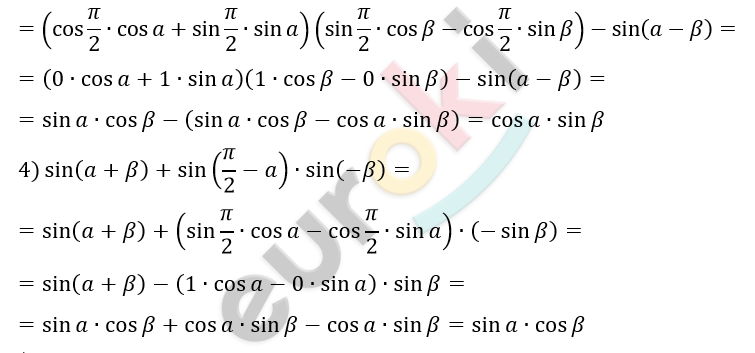 = (cos π/2 · cos a + sin π/2 · sin a)(sin π/2 · cos β − cos π/2 · sin β) − sin(a − β) =
= (0 · cos a + 1 · sin a)(1 · cos β − 0 · sin β) − sin(a − β) =
= sin a · cos β − (sin a · cos β − cos a · sin β) = cos a · sin β
4) sin(a + β) + sin(π/2 − a) · sin(−β) =
= sin(a + β) + (sin π/2 · cos a − cos π/2 · sin a) · (− sin β) =
= sin(a + β) − (1 · cos a − 0 · sin a) · sin β =
= sin a · cos β + cos a · sin β − cos a · sin β = sin a · cos β
euroki